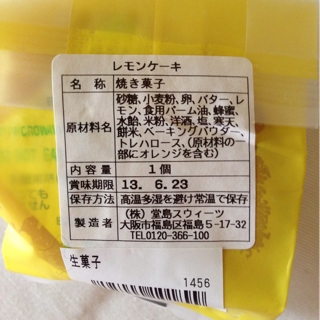 レモンケーキ
名 称 焼き菓子
原材料名 砂糖、小麦粉、卵、バター、レ
モン、食用パーム油、蜂蜜、
水飴、米粉、洋酒、塩、寒天、
餅米、ベーキングパウダー、
トレハロース、(原材料の
一部にオレンジを含む)
内 容 量 1個
賞味期限 13. 6.23
保存方法 高温多湿を避け常温で保存
製造者 (株) 堂島スウィーツ
大阪市福島区福島5-17-32
TEL0120-366-100
生菓子
1456